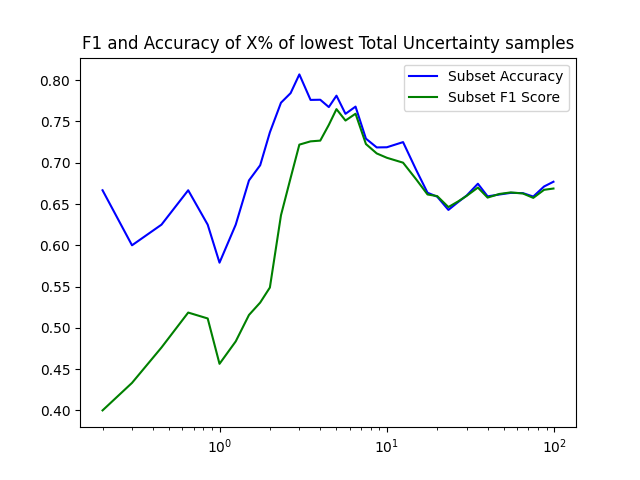 F1 and Accuracy of X% of lowest Total Uncertainty samples
Subset Accuracy
Subset F1 Score
0.80
0.75
0.70
0.65
0.60
0.55
0.50
0.45
0.40
10⁰ 10¹ 10²